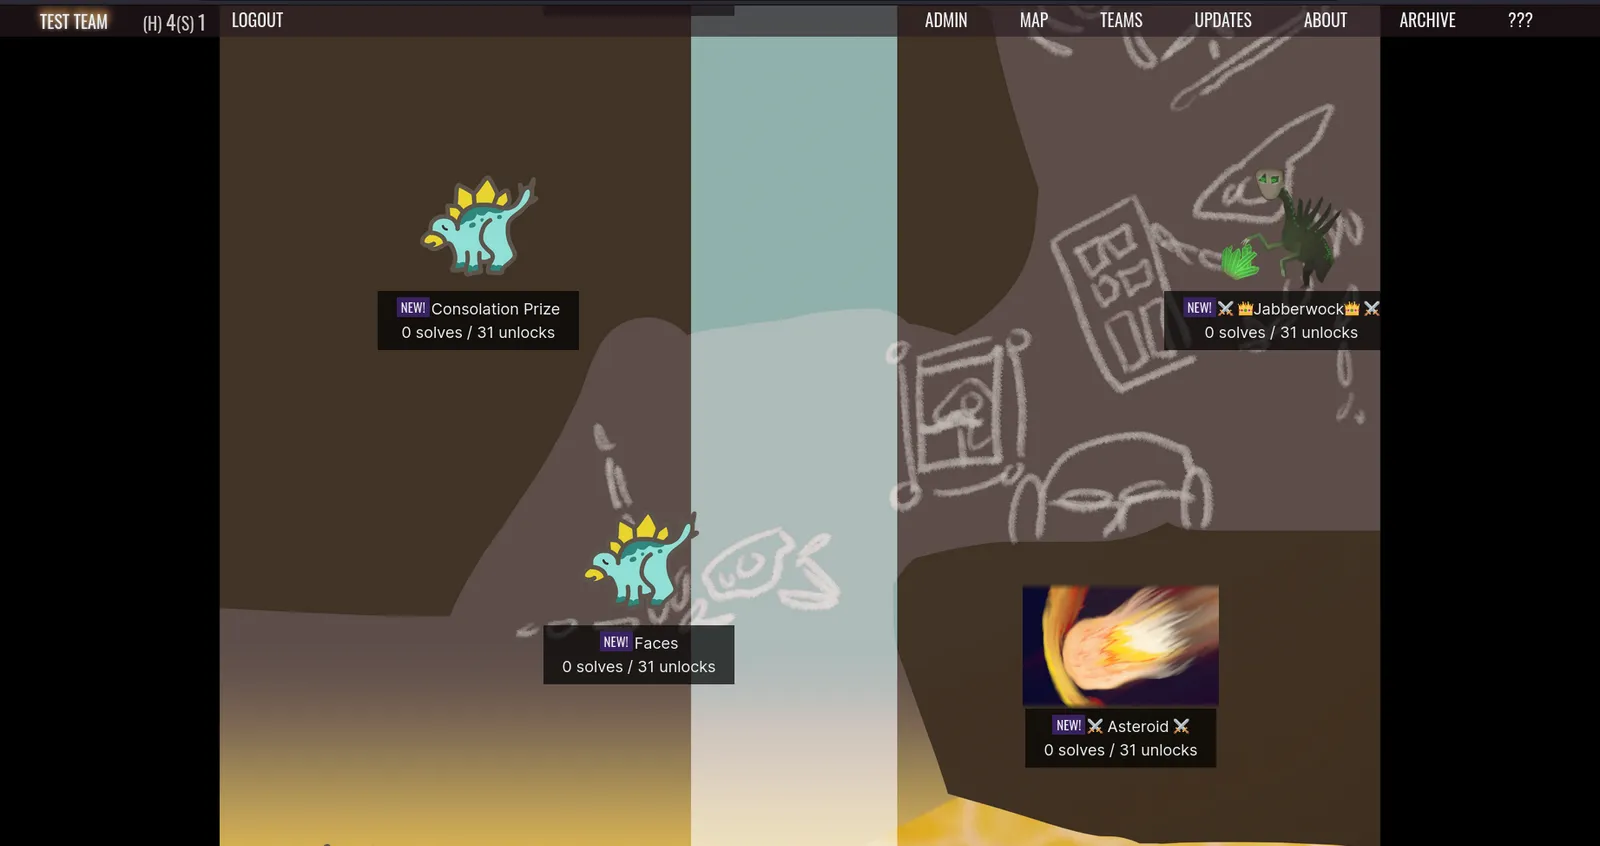 TEST TEAM (H) 4(S) 1 LOGOUT ADMIN MAP TEAMS UPDATES ABOUT ARCHIVE ???
NEW! Consolation Prize
0 solves / 31 unlocks
NEW! ⚔️ 👑Jabberwock👑 ⚔️
0 solves / 31 unlocks
NEW! Faces
0 solves / 31 unlocks
NEW! ⚔️ Asteroid ⚔️
0 solves / 31 unlocks